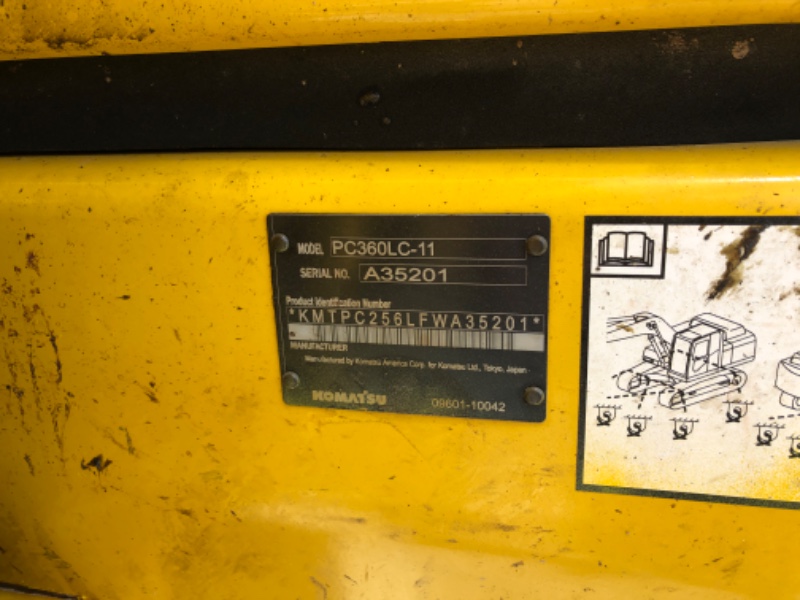 MODEL PC360LC-11
SERIAL NO. A35201
Product Identification Number
*KMTPC256LFWA35201*
MANUFACTURER
Manufactured by Komatsu America Corp. for Komatsu Ltd., Tokyo, Japan
KOMATSU 09601-10042